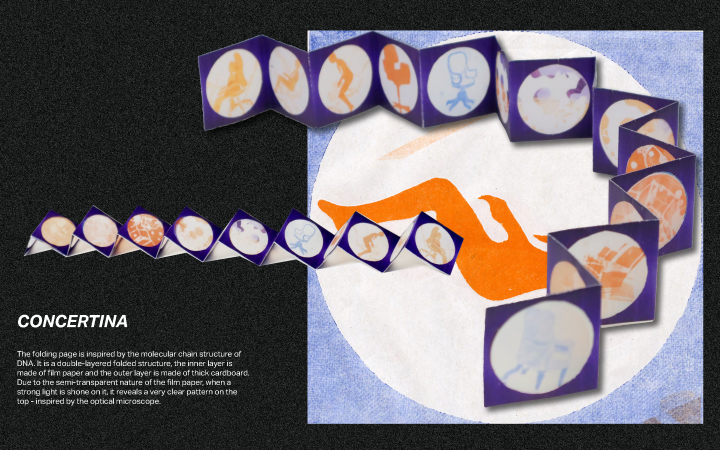 CONCERTINA
The folding page is inspired by the molecular chain structure of
DNA. It is a double-layered folded structure, the inner layer is
made of film paper and the outer layer is made of thick cardboard.
Due to the semi-transparent nature of the film paper, when a
strong light is shone on it, it reveals a very clear pattern on the
top - inspired by the optical microscope.